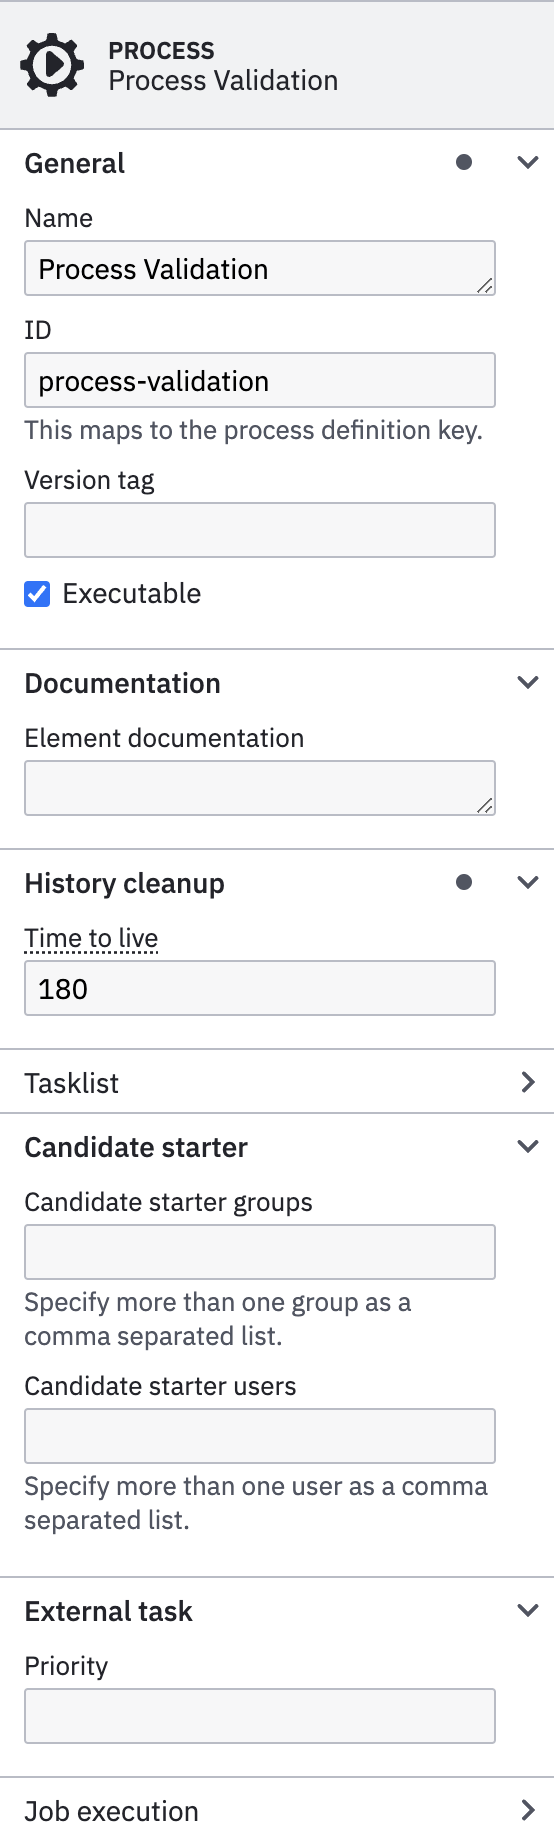 PROCESS
Process Validation
General
Name
Process Validation
ID
process-validation
This maps to the process definition key.
Version tag
Executable
Documentation
Element documentation
History cleanup
Time to live
180
Tasklist
Candidate starter
Candidate starter groups
Specify more than one group as a
comma separated list.
Candidate starter users
Specify more than one user as a comma
separated list.
External task
Priority
Job execution